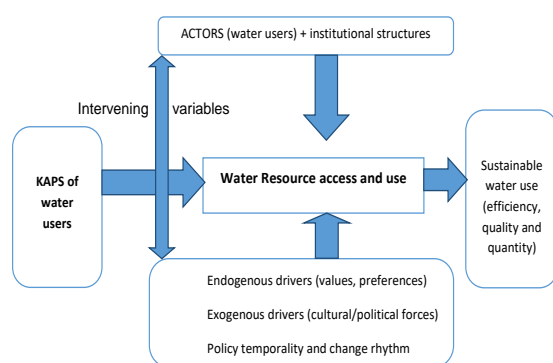 ACTORS (water users) + institutional structures
Intervening variables
KAPS of
water
users
Water Resource access and use
Sustainable
water use
(efficiency,
quality and
quantity)
Endogenous drivers (values, preferences)
Exogenous drivers (cultural/political forces)
Policy temporality and change rhythm